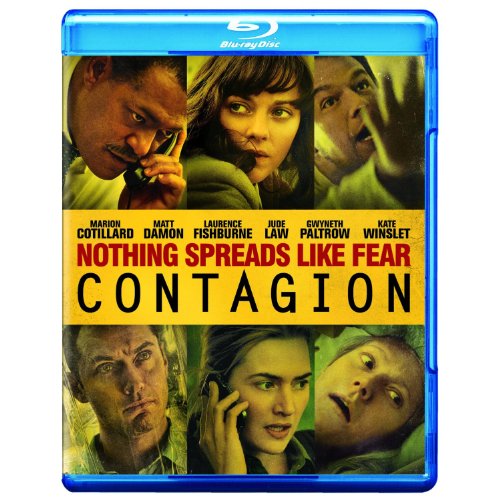 Blu-ray Disc
MARION MATT LAURENCE JUDE GWYNETH KATE
COTILLARD DAMON FISHBURNE LAW PALTROW WINSLET
NOTHING SPREADS LIKE FEAR
CONTAGION